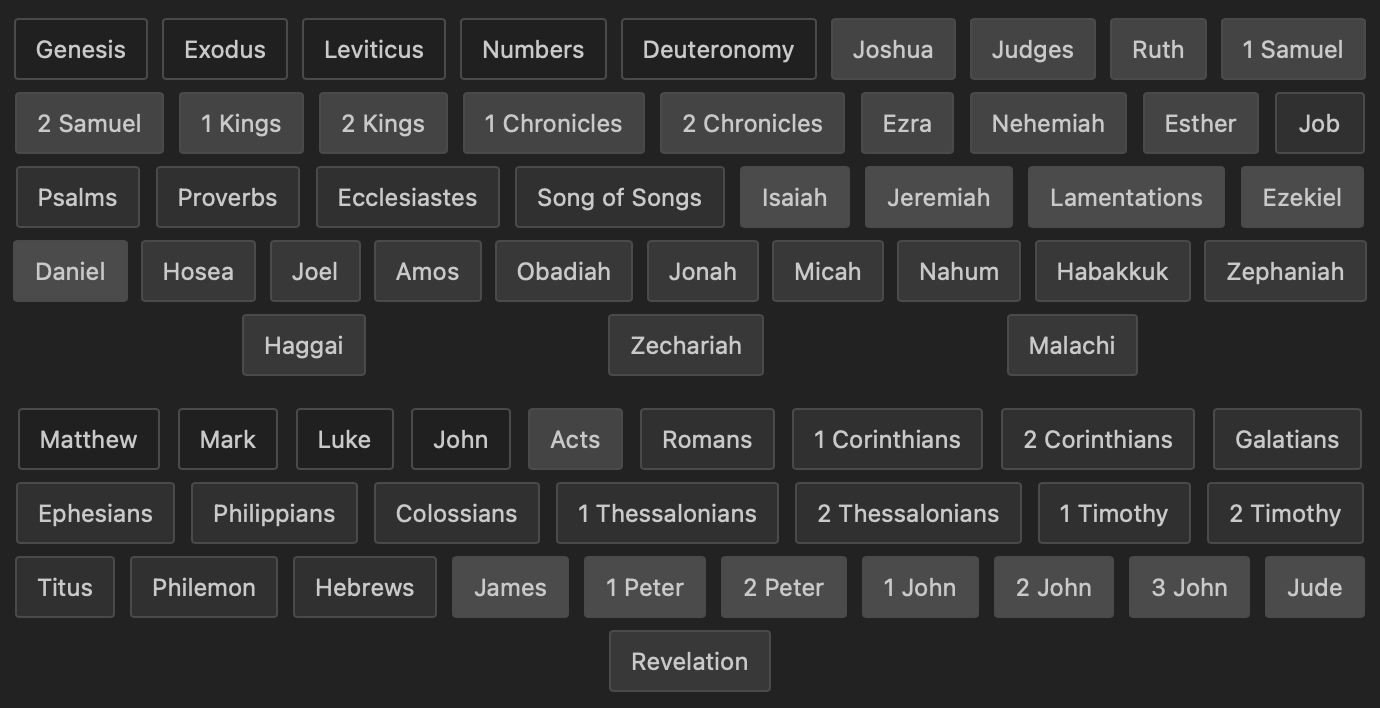 Genesis Exodus Leviticus Numbers Deuteronomy Joshua Judges Ruth 1 Samuel
2 Samuel 1 Kings 2 Kings 1 Chronicles 2 Chronicles Ezra Nehemiah Esther Job
Psalms Proverbs Ecclesiastes Song of Songs Isaiah Jeremiah Lamentations Ezekiel
Daniel Hosea Joel Amos Obadiah Jonah Micah Nahum Habakkuk Zephaniah
Haggai Zechariah Malachi
Matthew Mark Luke John Acts Romans 1 Corinthians 2 Corinthians Galatians
Ephesians Philippians Colossians 1 Thessalonians 2 Thessalonians 1 Timothy 2 Timothy
Titus Philemon Hebrews James 1 Peter 2 Peter 1 John 2 John 3 John Jude
Revelation